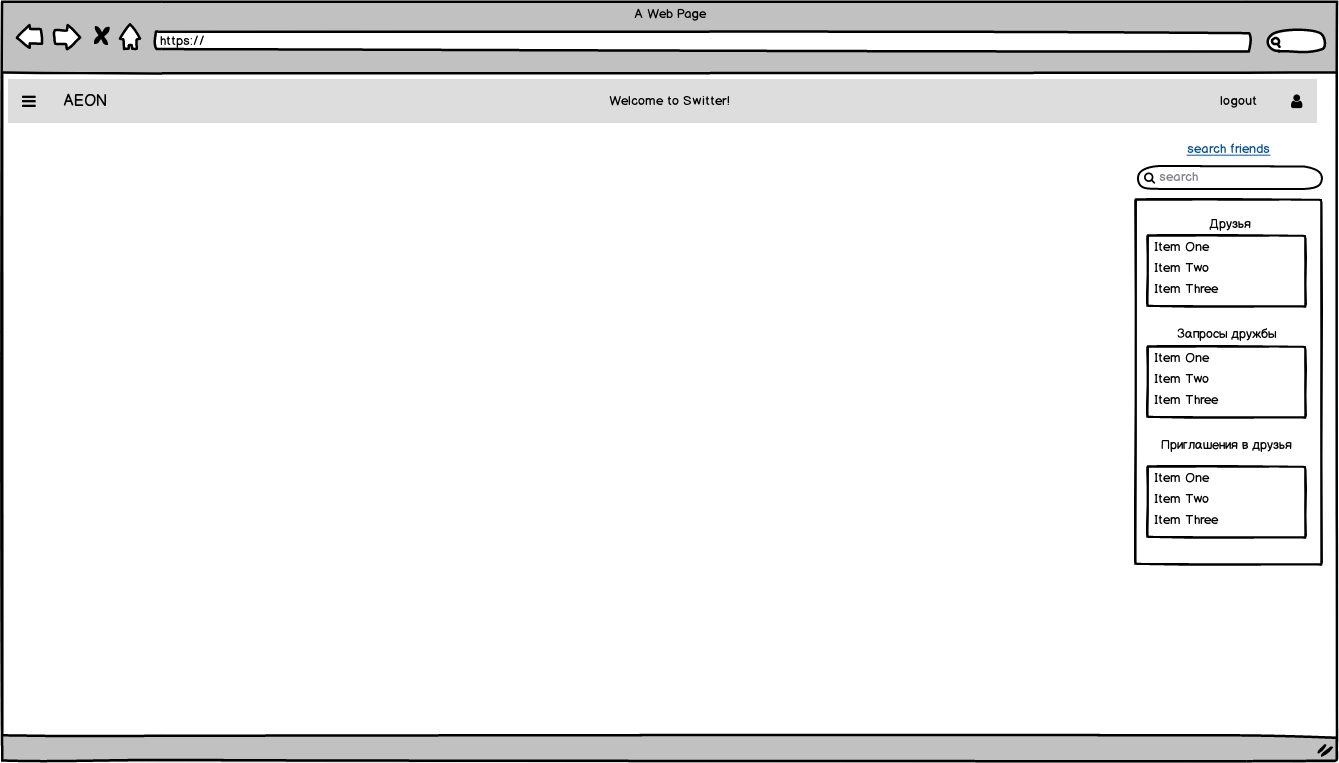 A Web Page
https://
AEON
Welcome to Switter!
logout
search friends
search
Друзья
Item One
Item Two
Item Three
Запросы дружбы
Item One
Item Two
Item Three
Приглашения в друзья
Item One
Item Two
Item Three